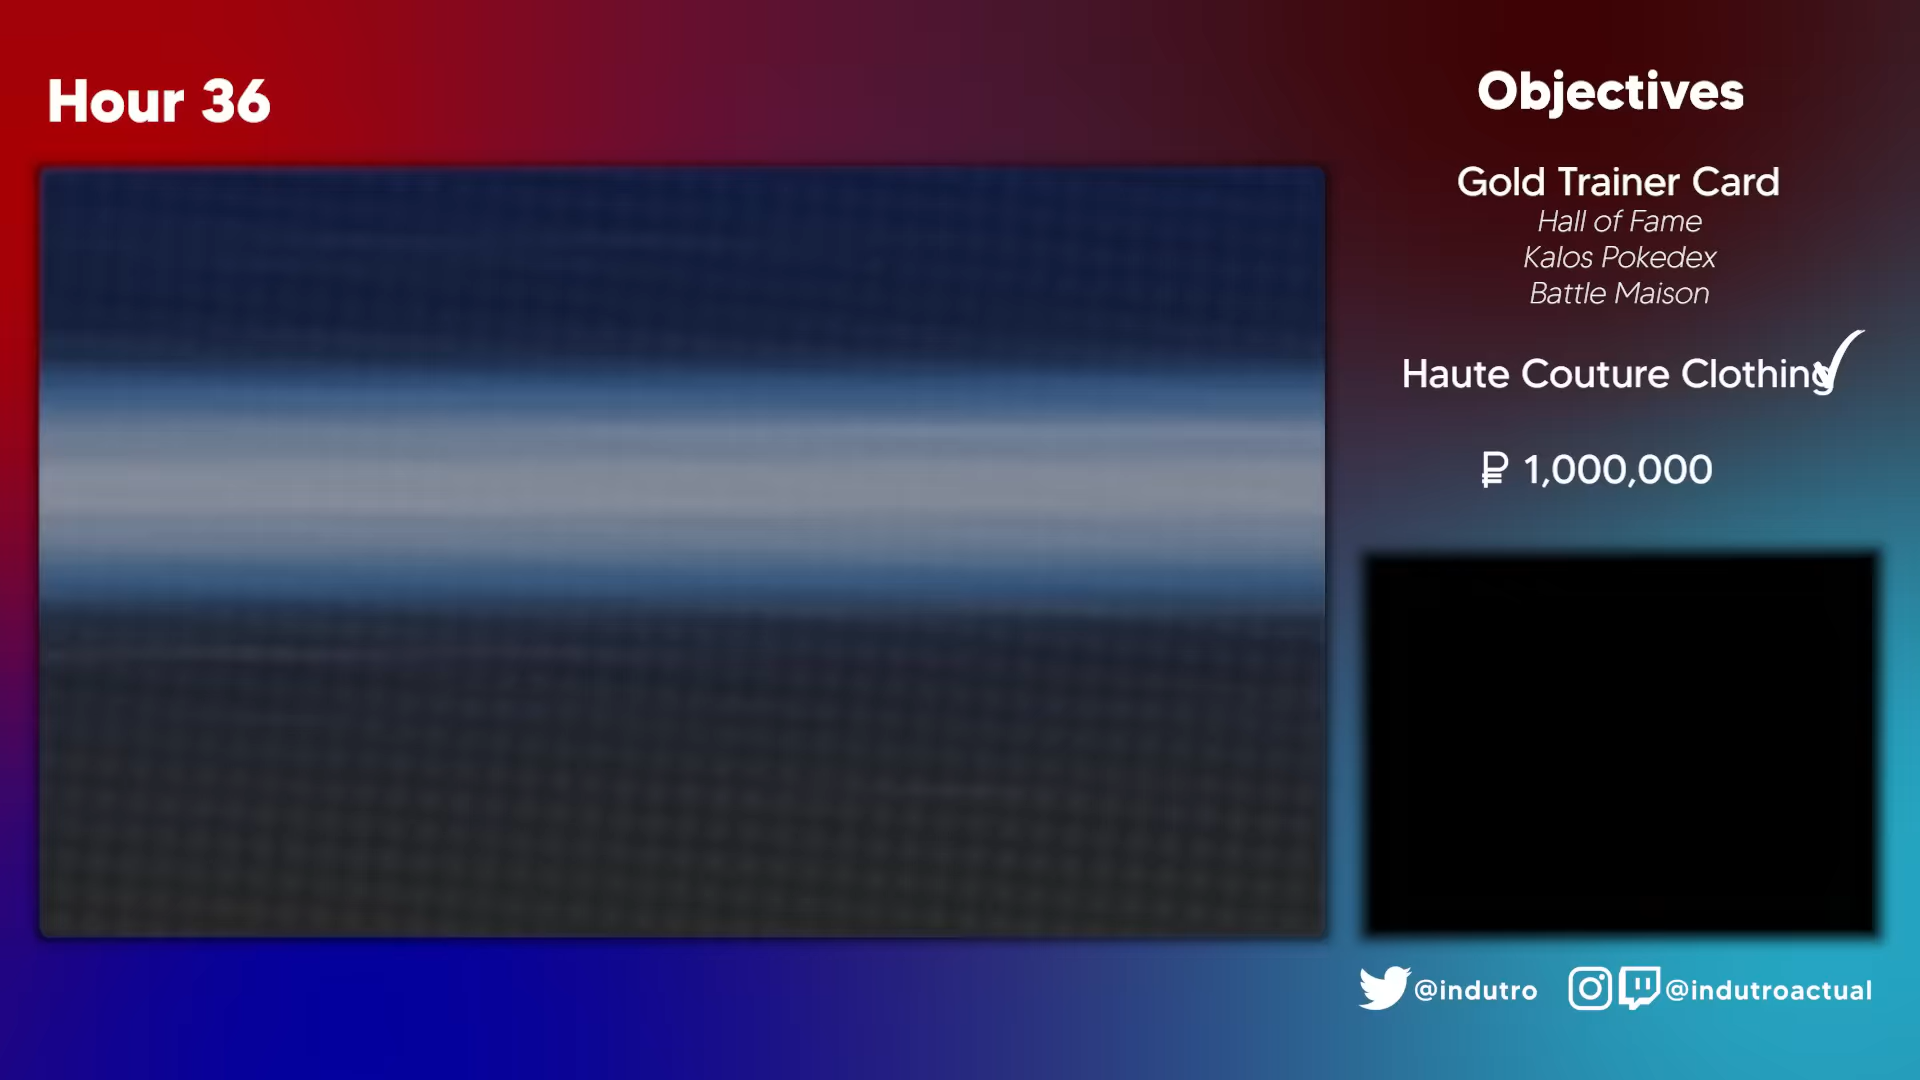 Hour 36
Objectives
Gold Trainer Card
Hall of Fame
Kalos Pokedex
Battle Maison
Haute Couture Clothing
₽ 1,000,000
@indutro @indutroactual